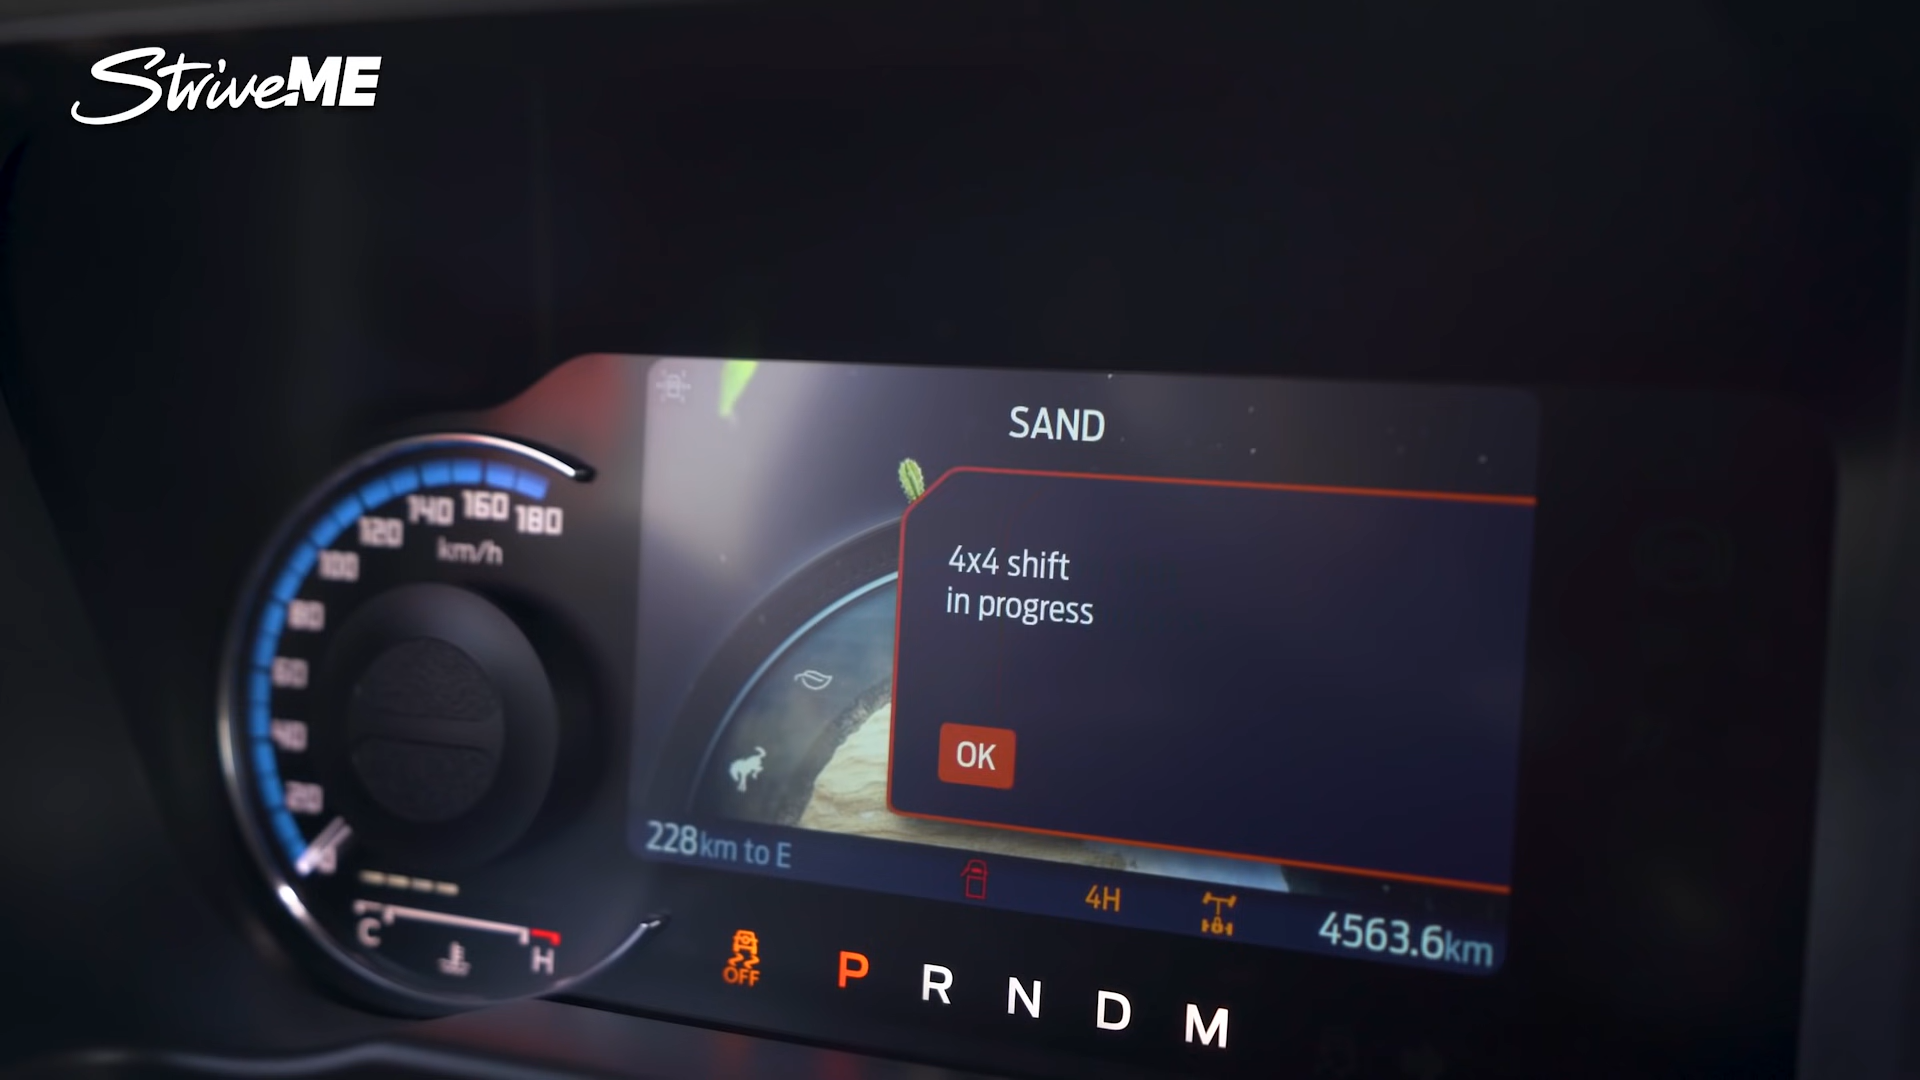 StriveME
SAND
4x4 shift
in progress
OK
180
160
140
120
km/h
100
80
60
40
20
0
228km to E
4H
4563.6km
C
H
OFF
P R N D M